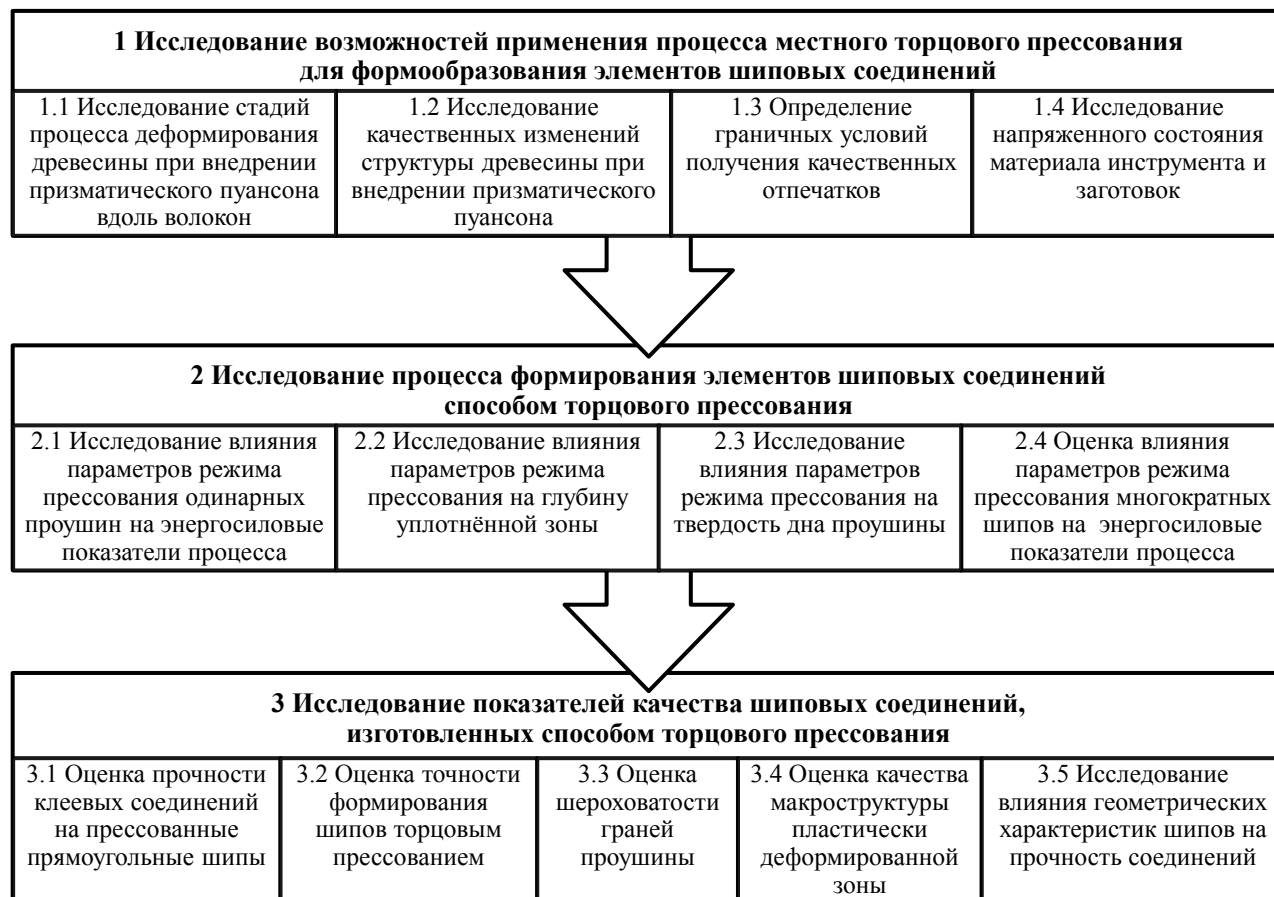 1 Исследование возможностей применения процесса местного торцового прессования
для формообразования элементов шиповых соединений
1.1 Исследование стадий
процесса деформирования
древесины при внедрении
призматического пуансона
вдоль волокон
1.2 Исследование
качественных изменений
структуры древесины при
внедрении призматического
пуансона
1.3 Определение
граничных условий
получения качественных
отпечатков
1.4 Исследование
напряженного состояния
материала инструмента и
заготовок
2 Исследование процесса формирования элементов шиповых соединений
способом торцового прессования
2.1 Исследование влияния
параметров режима
прессования одинарных
проушин на энергосиловые
показатели процесса
2.2 Исследование влияния
параметров режима
прессования на глубину
уплотнённой зоны
2.3 Исследование
влияния параметров
режима прессования на
твердость дна проушины
2.4 Оценка влияния
параметров режима
прессования многократных
шипов на энергосиловые
показатели процесса
3 Исследование показателей качества шиповых соединений,
изготовленных способом торцового прессования
3.1 Оценка прочности
клеевых соединений
на прессованные
прямоугольные шипы
3.2 Оценка точности
формирования
шипов торцовым
прессованием
3.3 Оценка
шероховатости
граней
проушины
3.4 Оценка качества
макроструктуры
пластически
деформированной
зоны
3.5 Исследование
влияния геометрических
характеристик шипов на
прочность соединений